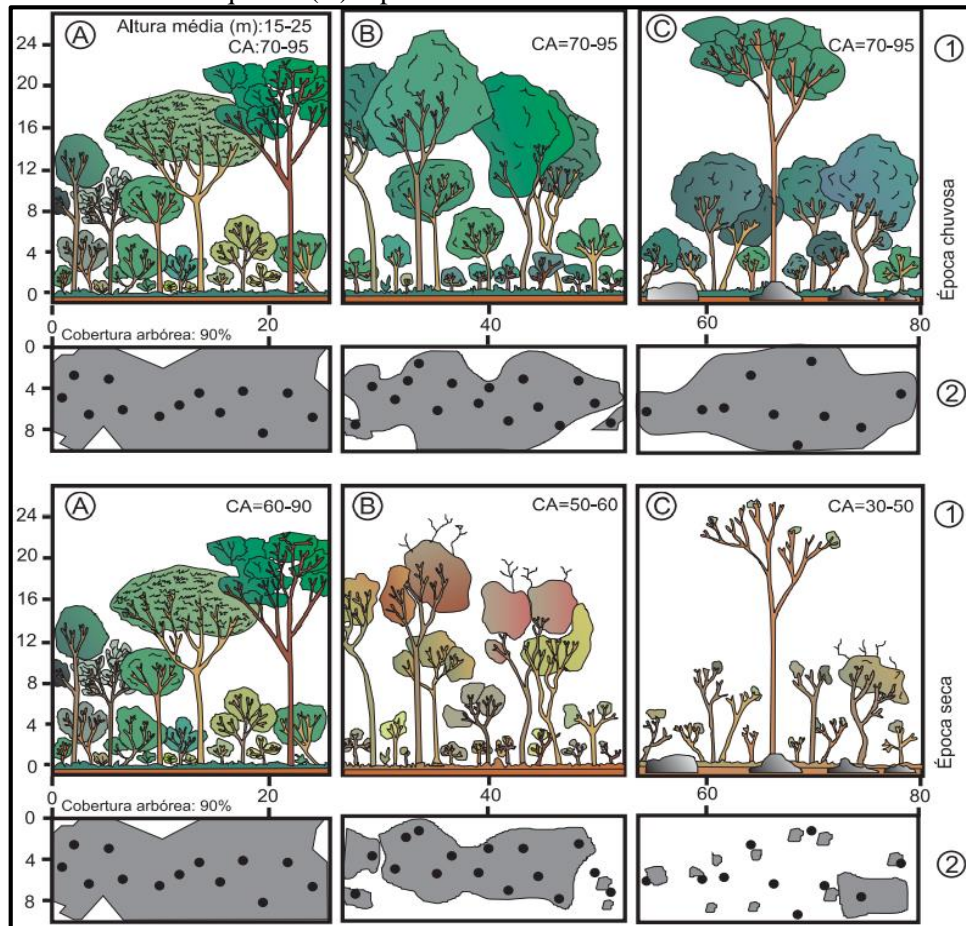 A Altura média (m):15-25
CA:70-95
B CA=70-95
C CA=70-95
1
24
20
16
12
8
4
0
Época chuvosa
0 20 40 60 80
Cobertura arbórea: 90%
0
4
8
2
A CA=60-90
B CA=50-60
C CA=30-50
1
24
20
16
12
8
4
0
Época seca
0 20 40 60 80
Cobertura arbórea: 90%
0
4
8
2